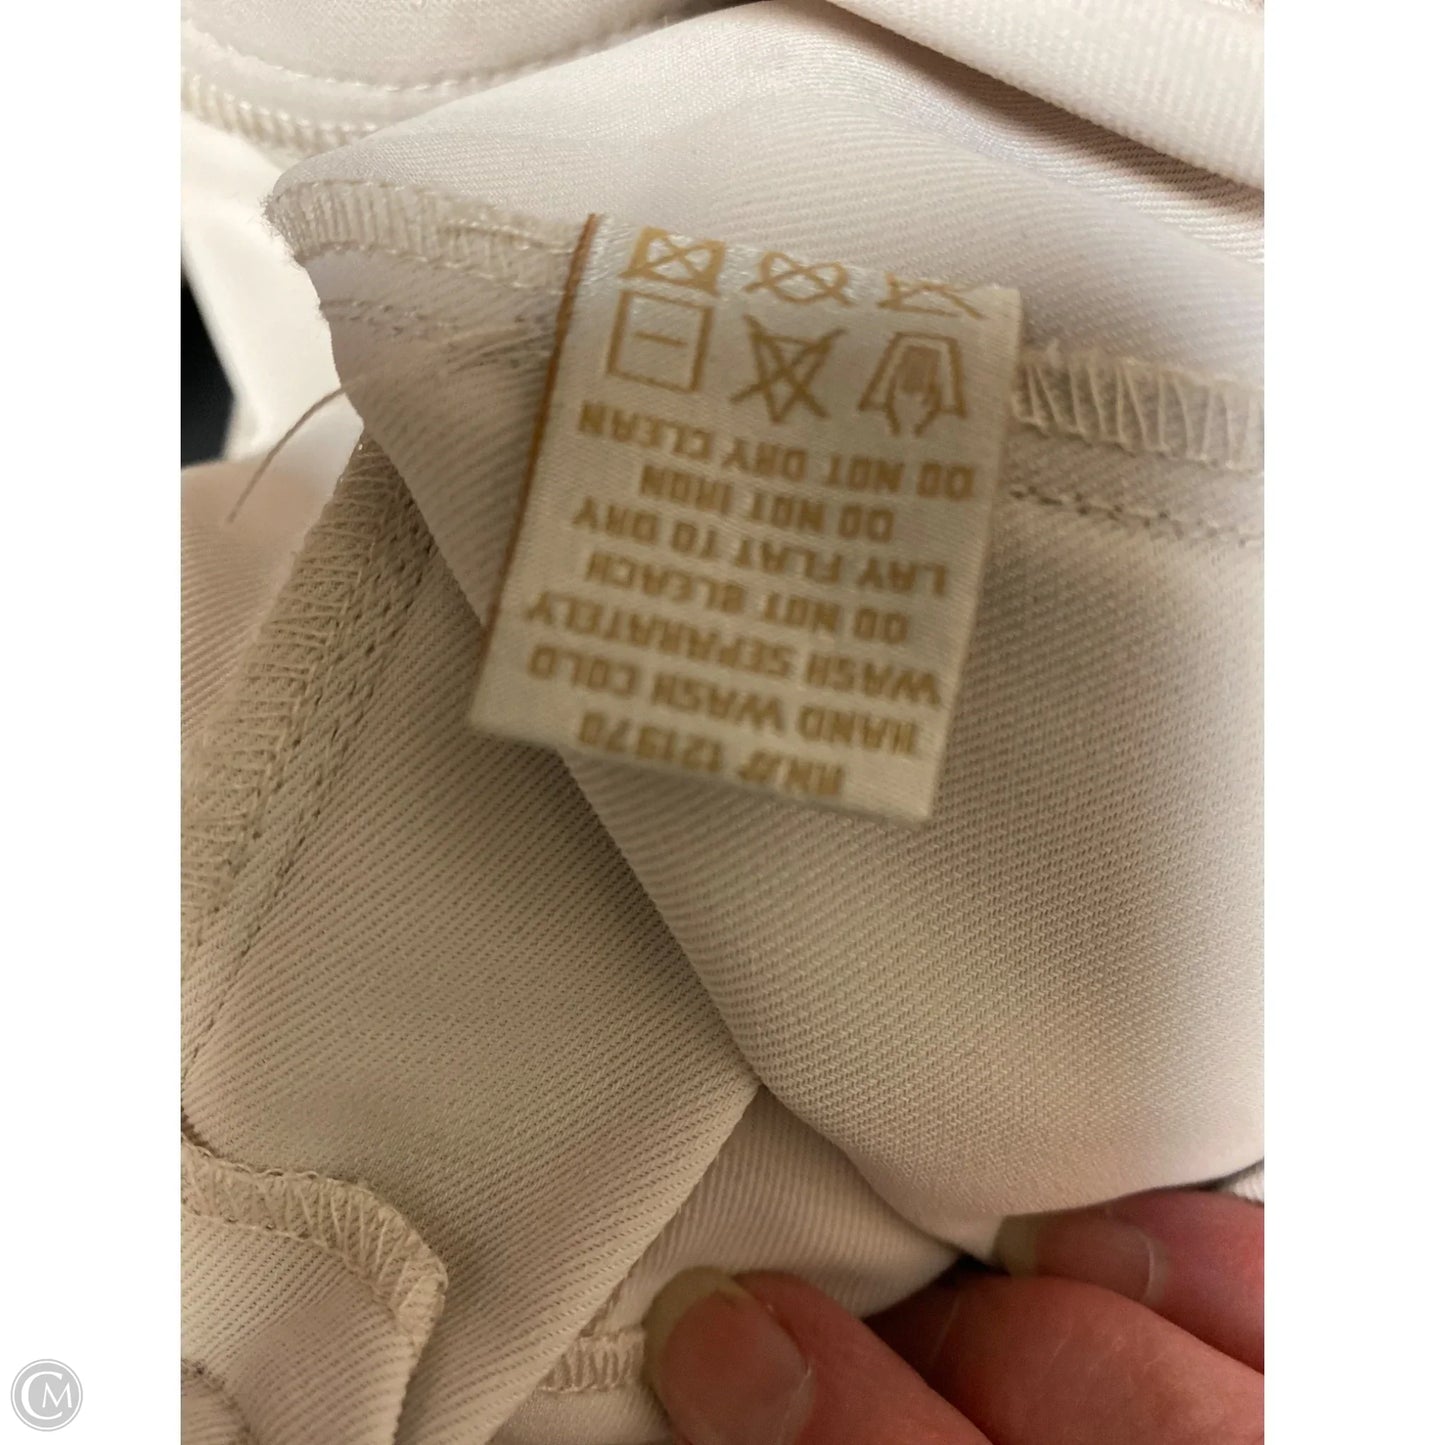 RN# 121970
HAND WASH COLD
WASH SEPARATELY
DO NOT BLEACH
LAY FLAT TO DRY
DO NOT IRON
DO NOT DRY CLEAN
CM